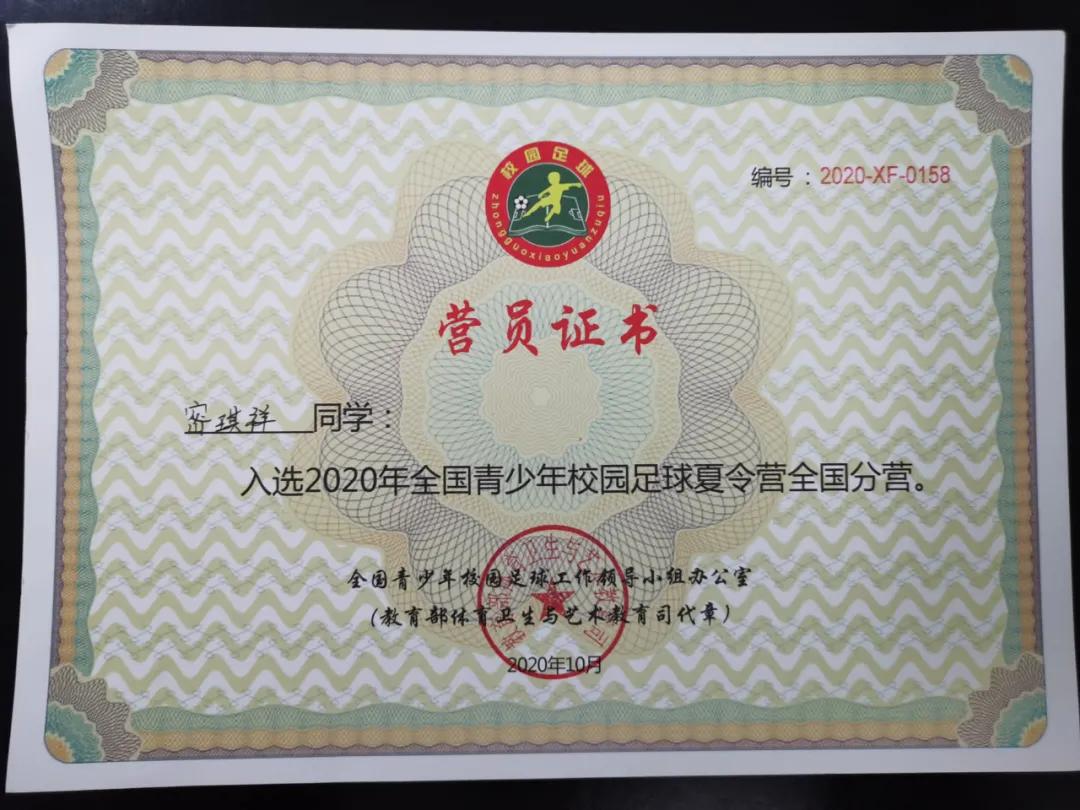 校园足球
zhongguoxiaoyuanzuqiu
编号：2020-XF-0158
营员证书
密琪祥 同学：
入选2020年全国青少年校园足球夏令营全国分营。
全国青少年校园足球工作领导小组办公室
(教育部体育卫生与艺术教育司代章)
2020年10月